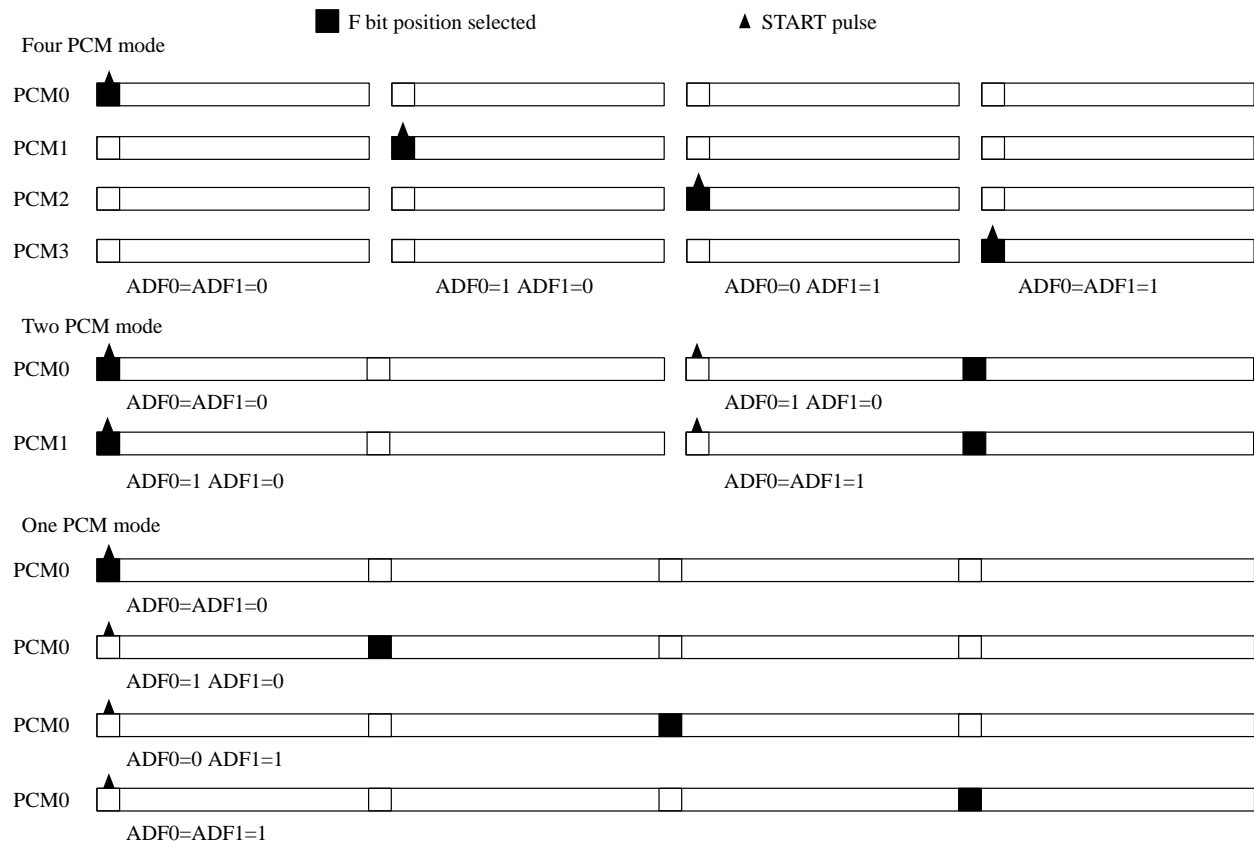 F bit position selected START pulse
Four PCM mode
PCM0
PCM1
PCM2
PCM3
ADF0=ADF1=0 ADF0=1 ADF1=0 ADF0=0 ADF1=1 ADF0=ADF1=1
Two PCM mode
PCM0
ADF0=ADF1=0 ADF0=1 ADF1=0
PCM1
ADF0=1 ADF1=0 ADF0=ADF1=1
One PCM mode
PCM0
ADF0=ADF1=0
PCM0
ADF0=1 ADF1=0
PCM0
ADF0=0 ADF1=1
PCM0
ADF0=ADF1=1